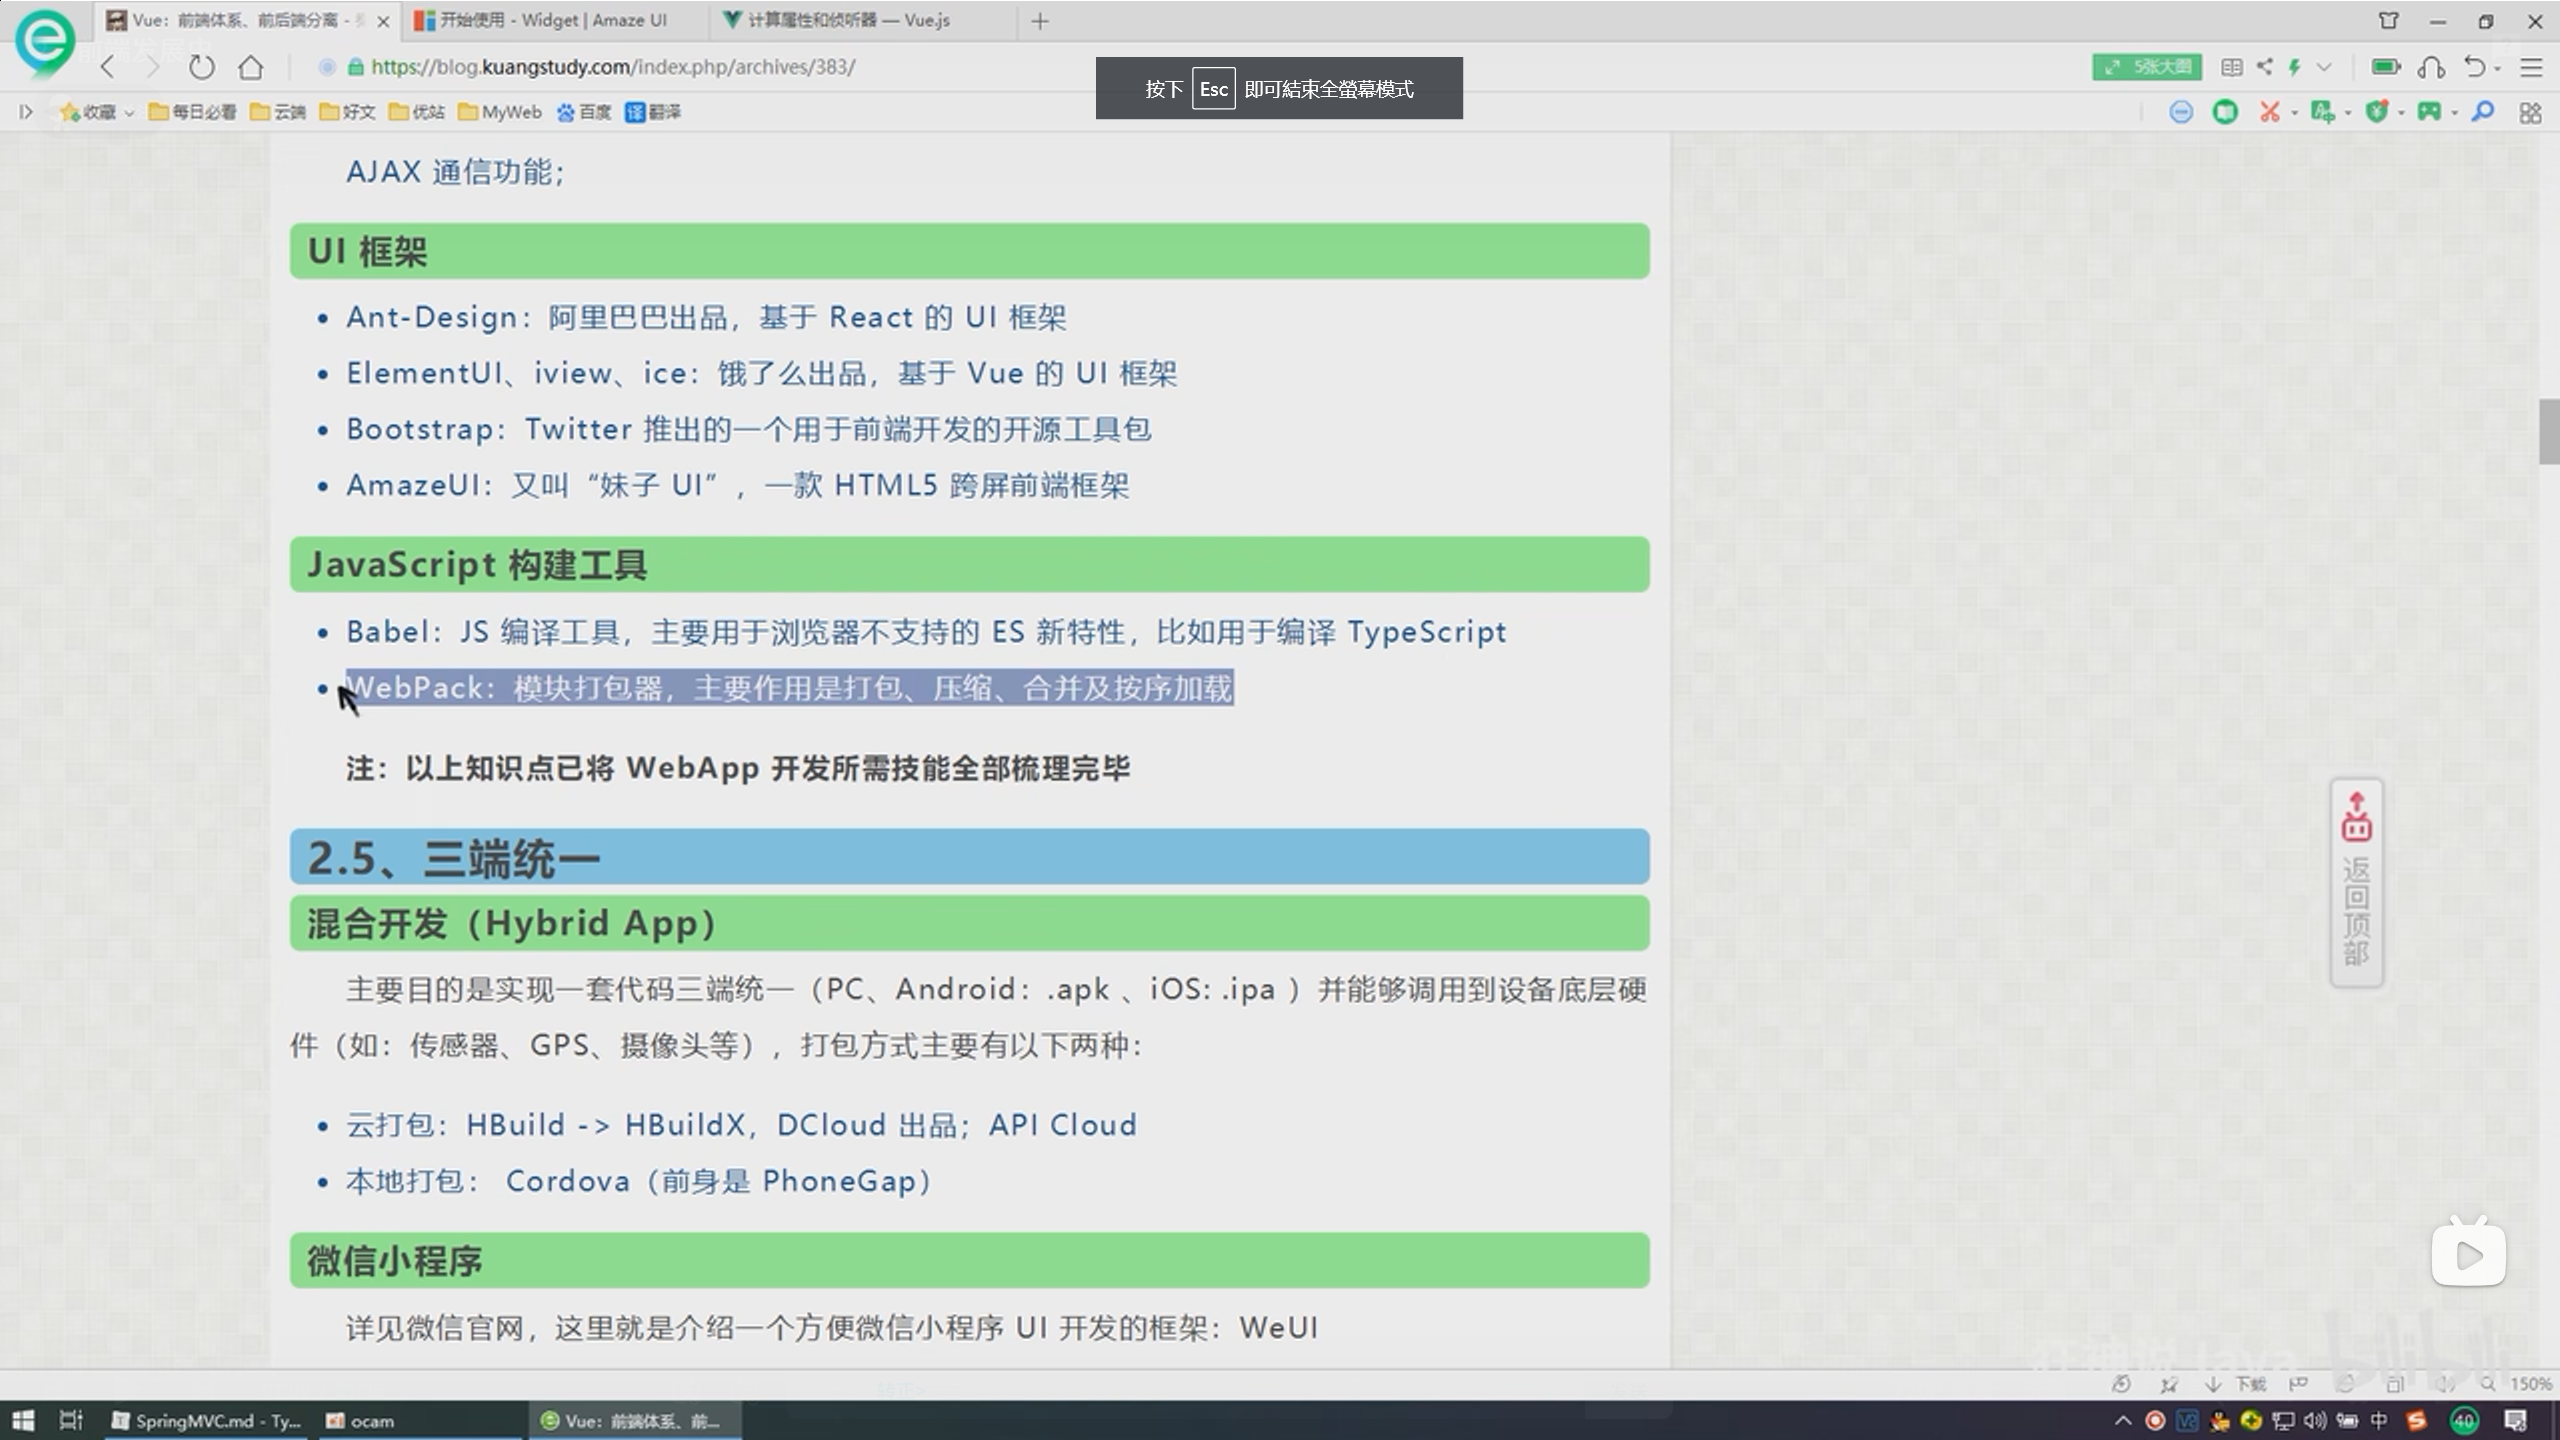 Vue：前端体系、前后端分离 -
开始使用 - Widget | Amaze UI
计算属性和侦听器 — Vue.js
https://blog.kuangstudy.com/index.php/archives/383/
5张大图
按下 Esc 即可結束全螢幕模式
收藏
每日必看
云端
好文
优站
MyWeb
百度
译 翻译
AJAX 通信功能；
UI 框架
• Ant-Design：阿里巴巴出品，基于 React 的 UI 框架
• ElementUI、iview、ice：饿了么出品，基于 Vue 的 UI 框架
• Bootstrap：Twitter 推出的一个用于前端开发的开源工具包
• AmazeUI：又叫“妹子 UI”，一款 HTML5 跨屏前端框架
JavaScript 构建工具
• Babel：JS 编译工具，主要用于浏览器不支持的 ES 新特性，比如用于编译 TypeScript
• WebPack：模块打包器，主要作用是打包、压缩、合并及按序加载
注：以上知识点已将 WebApp 开发所需技能全部梳理完毕
2.5、三端统一
混合开发（Hybrid App）
主要目的是实现一套代码三端统一（PC、Android：.apk 、iOS: .ipa ）并能够调用到设备底层硬
件（如：传感器、GPS、摄像头等），打包方式主要有以下两种：
• 云打包：HBuild -> HBuildX，DCloud 出品；API Cloud
• 本地打包： Cordova（前身是 PhoneGap）
微信小程序
详见微信官网，这里就是介绍一个方便微信小程序 UI 开发的框架：WeUI
返回顶部
bilibili
下载
150%
SpringMVC.md - Ty...
ocam
Vue：前端体系、前...
中
40